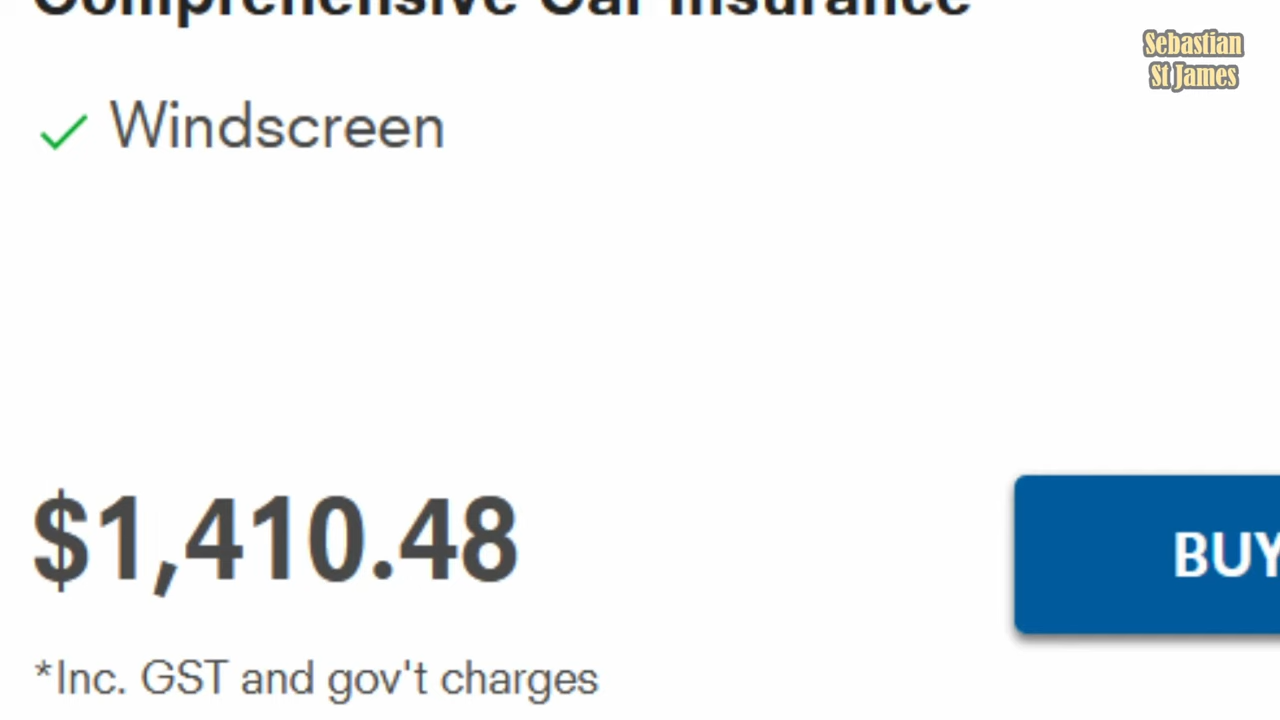 Comprehensive Car Insurance
Sebastian
St James
Windscreen
$1,410.48
BUY
*Inc. GST and gov't charges